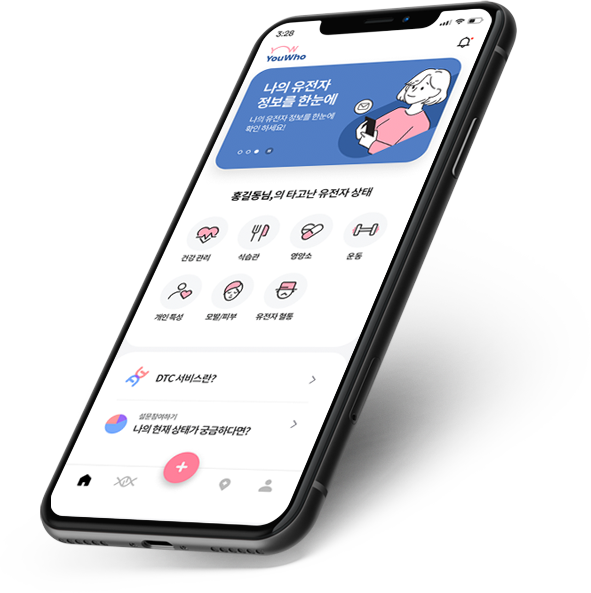 3:28
YouWho
나의 유전자
정보를 한눈에
나의 유전자 정보를 한눈에
확인 하세요!
홍길동님,의 타고난 유전자 상태
건강 관리
식습관
영양소
운동
개인 특성
모발/피부
유전자 혈통
DTC 서비스란?
설문참여하기
나의 현재 상태가 궁금하다면?